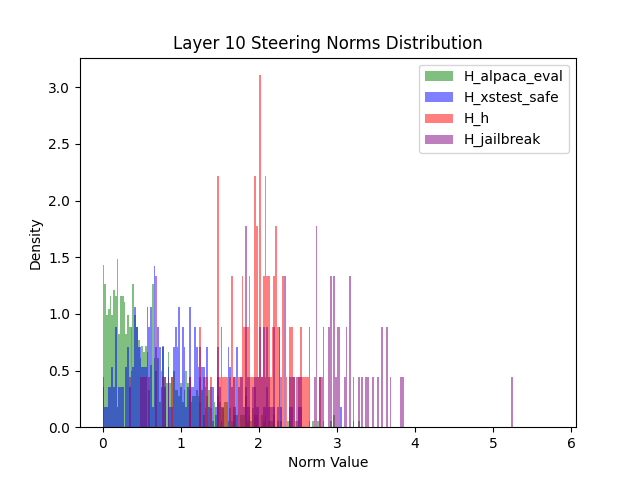 Layer 10 Steering Norms Distribution
H_alpaca_eval
H_xstest_safe
H_h
H_jailbreak
3.0
2.5
2.0
1.5
1.0
0.5
0.0
Density
0 1 2 3 4 5 6
Norm Value